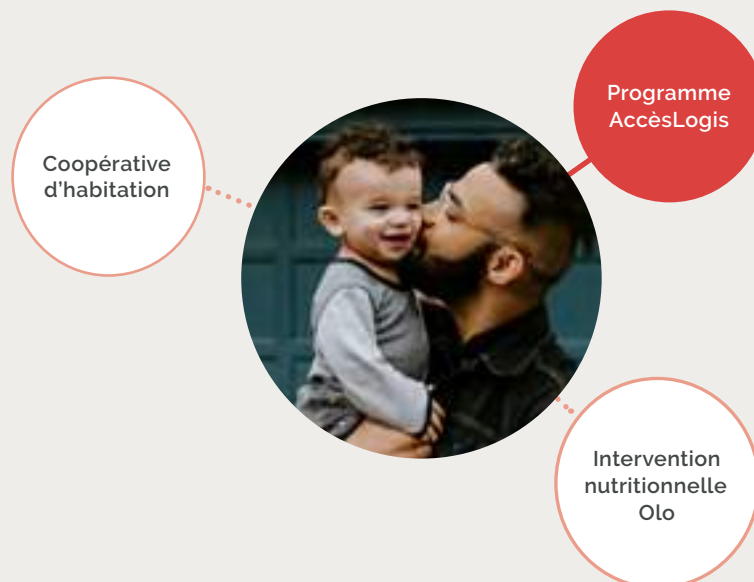 Programme
AccèsLogis
Coopérative
d'habitation
Intervention
nutritionnelle
Olo